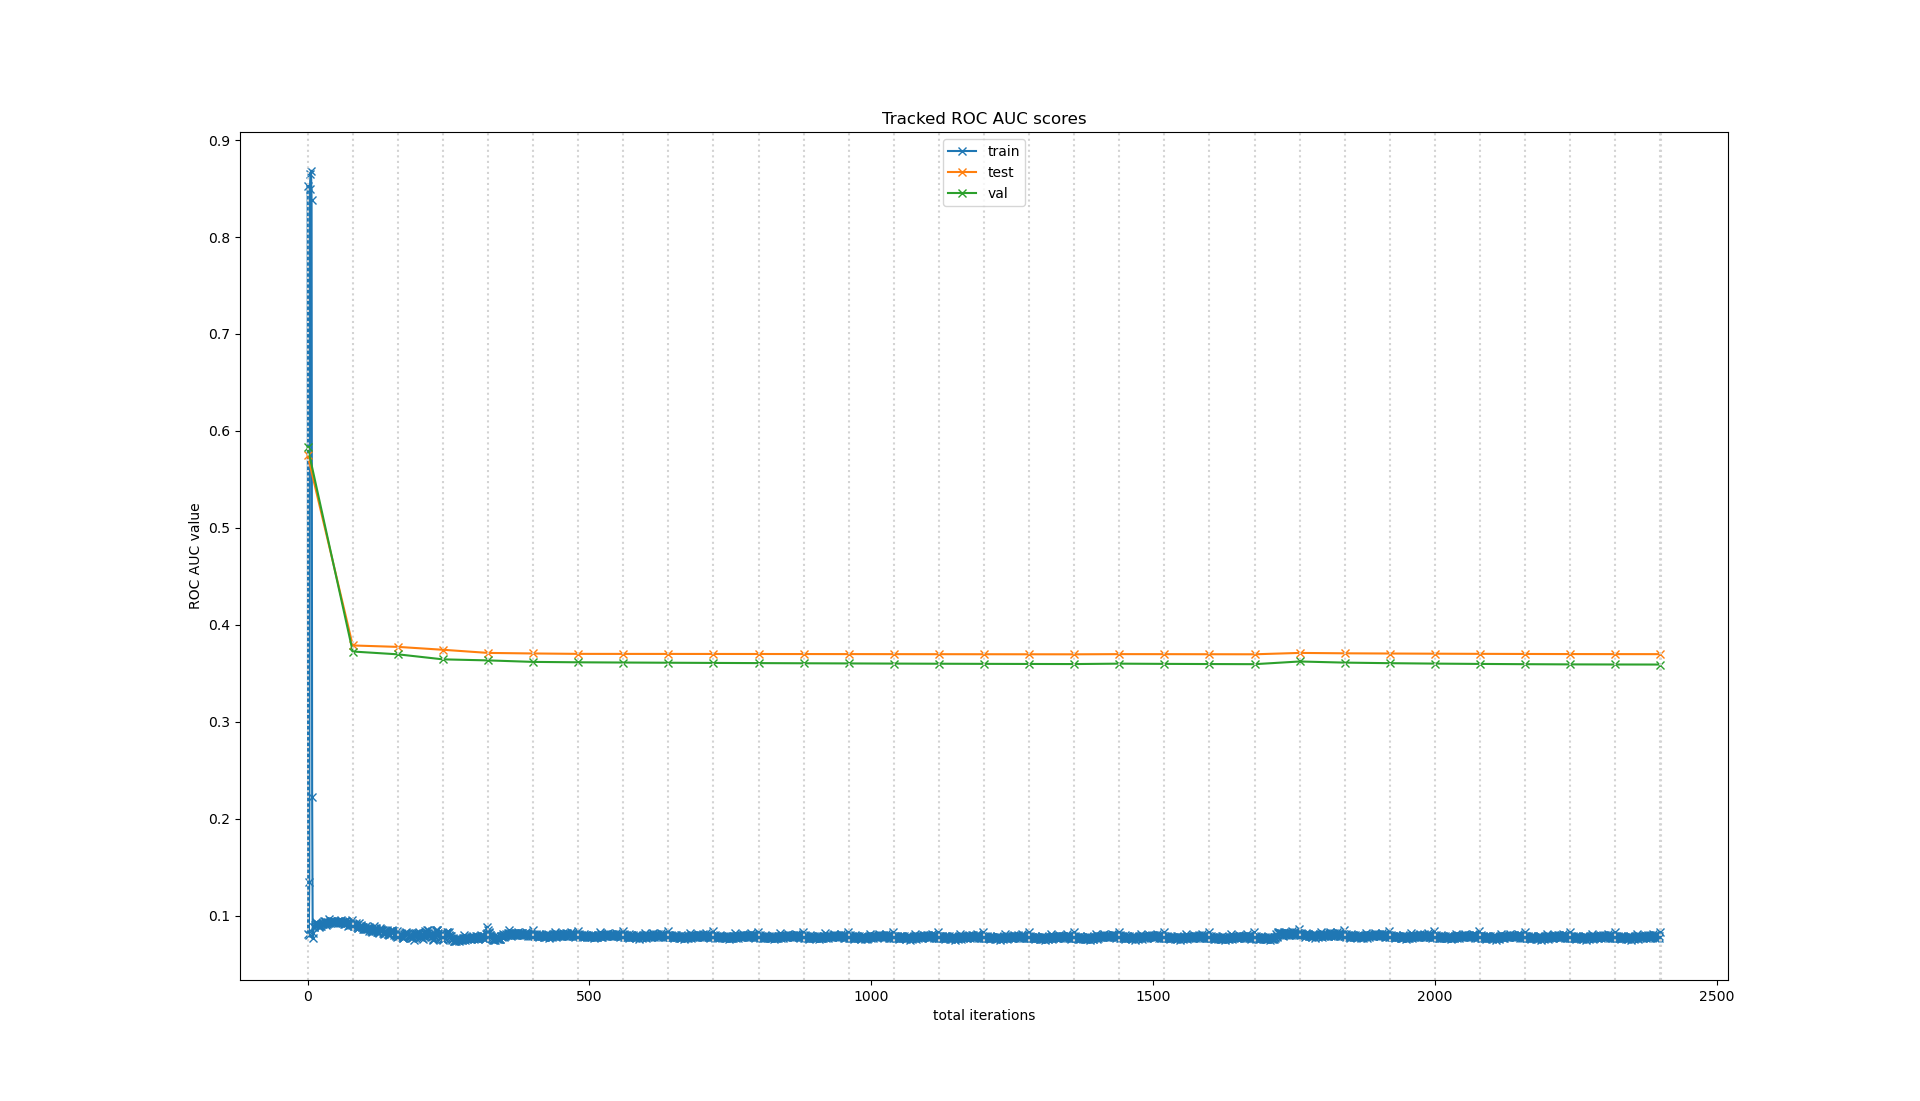 Tracked ROC AUC scores
train
test
val
0.9
0.8
0.7
0.6
0.5
0.4
0.3
0.2
0.1
ROC AUC value
0
500
1000
1500
2000
2500
total iterations